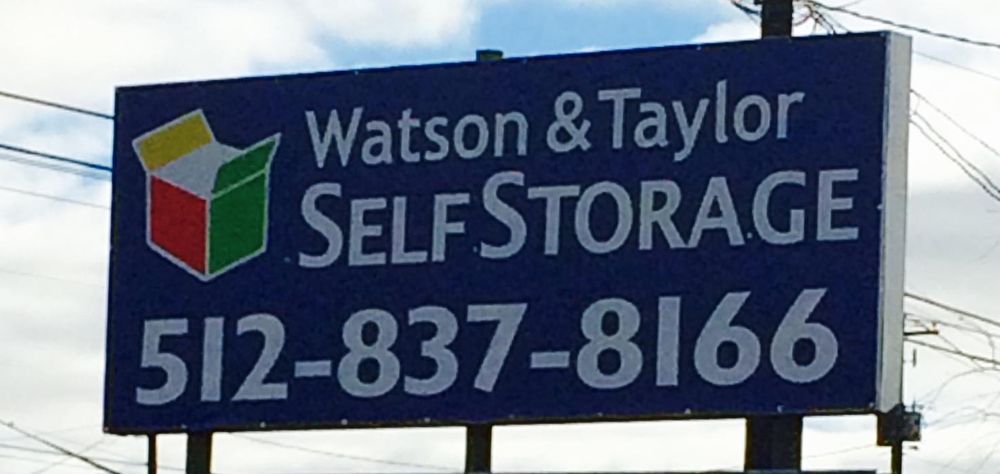 Watson & Taylor
SELF STORAGE
512-837-8166